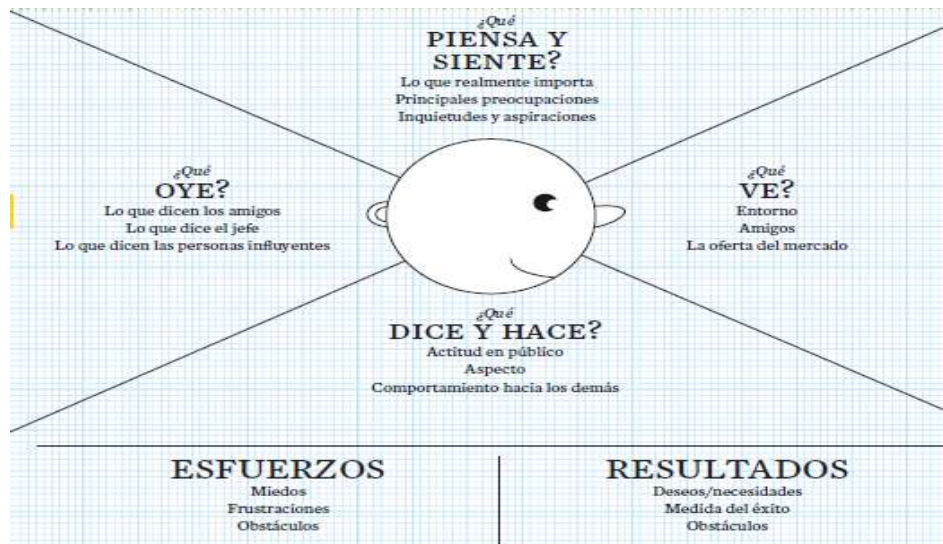 ¿Qué
PIENSA Y
SIENTE?
Lo que realmente importa
Principales preocupaciones
Inquietudes y aspiraciones
¿Qué
OYE?
Lo que dicen los amigos
Lo que dice el jefe
Lo que dicen las personas influyentes
¿Qué
VE?
Entorno
Amigos
La oferta del mercado
¿Qué
DICE Y HACE?
Actitud en público
Aspecto
Comportamiento hacia los demás
ESFUERZOS
Miedos
Frustraciones
Obstáculos
RESULTADOS
Deseos/necesidades
Medida del éxito
Obstáculos